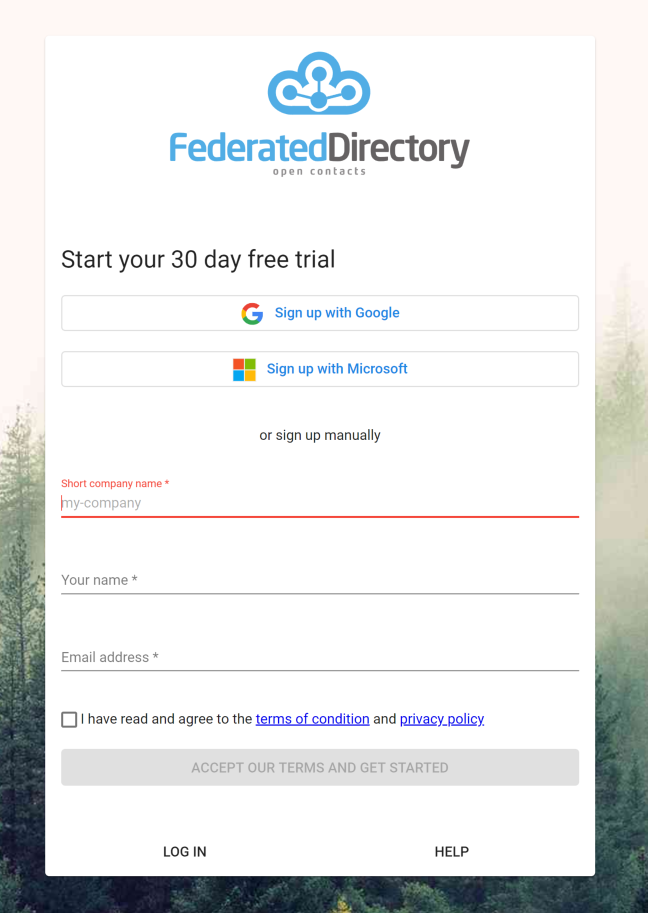 FederatedDirectory
open contacts
Start your 30 day free trial
Sign up with Google
Sign up with Microsoft
or sign up manually
Short company name *
my-company
Your name *
Email address *
I have read and agree to the terms of condition and privacy policy
ACCEPT OUR TERMS AND GET STARTED
LOG IN
HELP